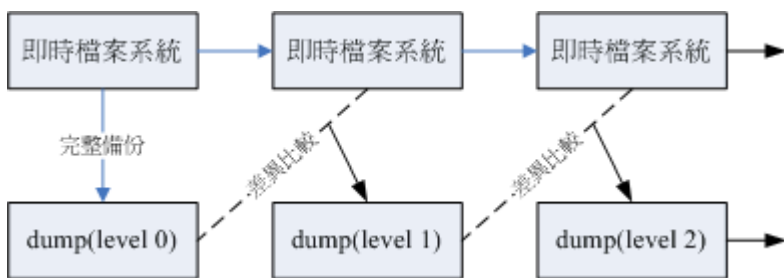 即時檔案系統
即時檔案系統
即時檔案系統
完整備份
差異比較
差異比較
dump(level 0)
dump(level 1)
dump(level 2)